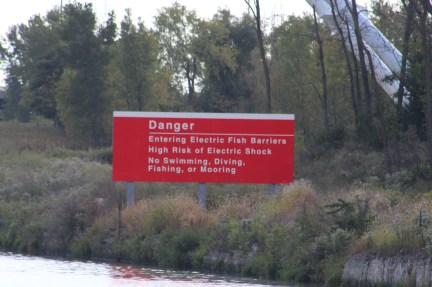 Danger
Entering Electric Fish Barriers
High Risk of Electric Shock
No Swimming, Diving,
Fishing, or Mooring